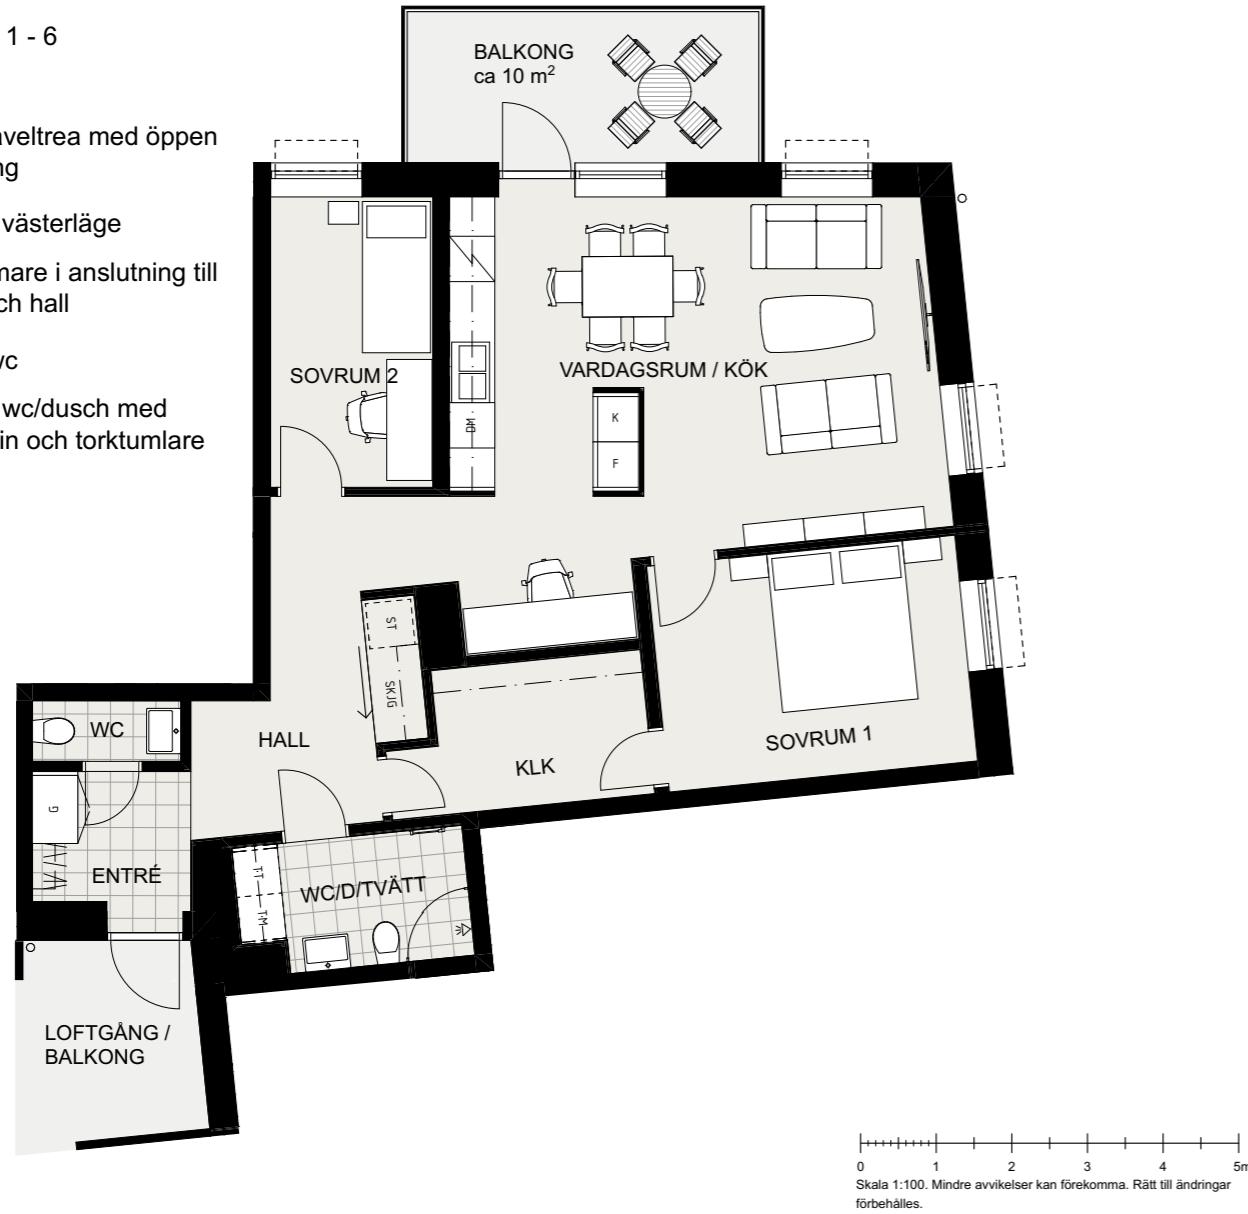 1 - 6
aveltrea med öppen
ng
västerläge
mare i anslutning till
ch hall
vc
wc/dusch med
in och torktumlare
BALKONG
ca 10 m²
SOVRUM 2
VARDAGSRUM / KÖK
K
F
MD
ST
SKJG
WC
HALL
KLK
SOVRUM 1
G
ENTRÉ
TT
TM
WC/D/TVÄTT
LOFTGÅNG /
BALKONG
0 1 2 3 4 5m
Skala 1:100. Mindre avvikelser kan förekomma. Rätt till ändringar
förbehålles.